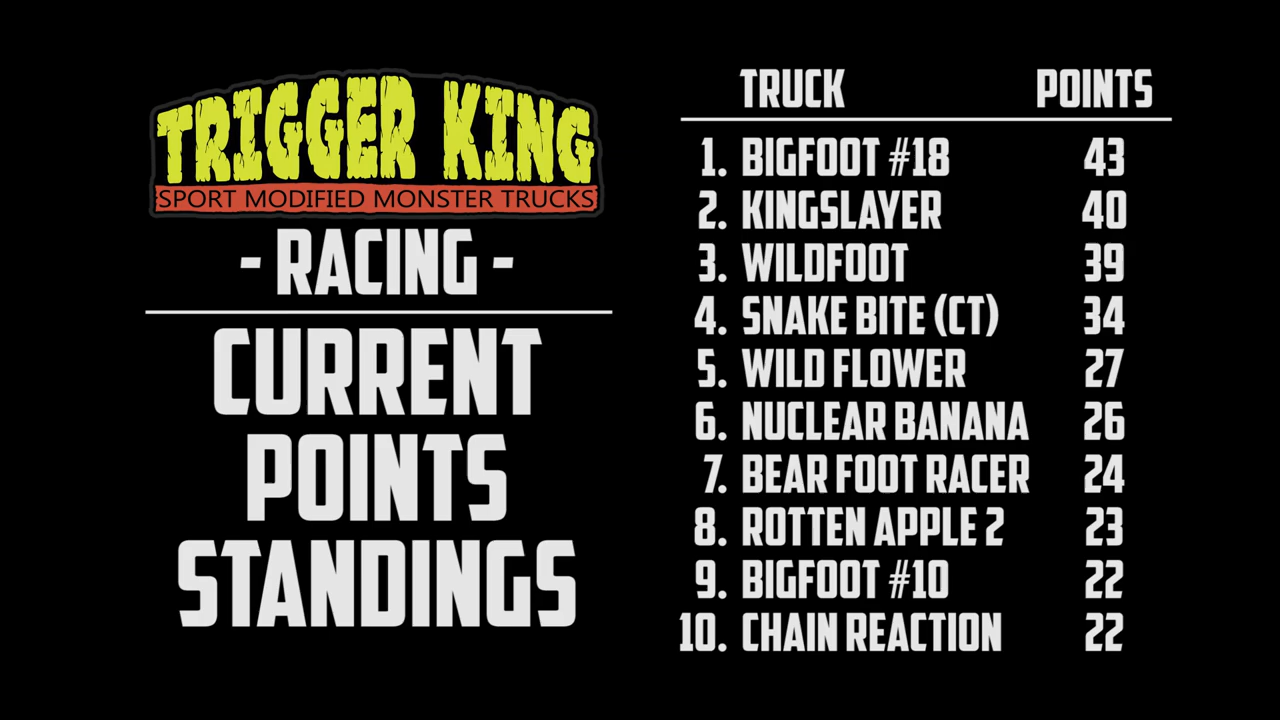 TRIGGER KING
SPORT MODIFIED MONSTER TRUCKS
- RACING -
CURRENT
POINTS
STANDINGS
TRUCK POINTS
1. BIGFOOT #18 43
2. KINGSLAYER 40
3. WILDFOOT 39
4. SNAKE BITE (CT) 34
5. WILD FLOWER 27
6. NUCLEAR BANANA 26
7. BEAR FOOT RACER 24
8. ROTTEN APPLE 2 23
9. BIGFOOT #10 22
10. CHAIN REACTION 22